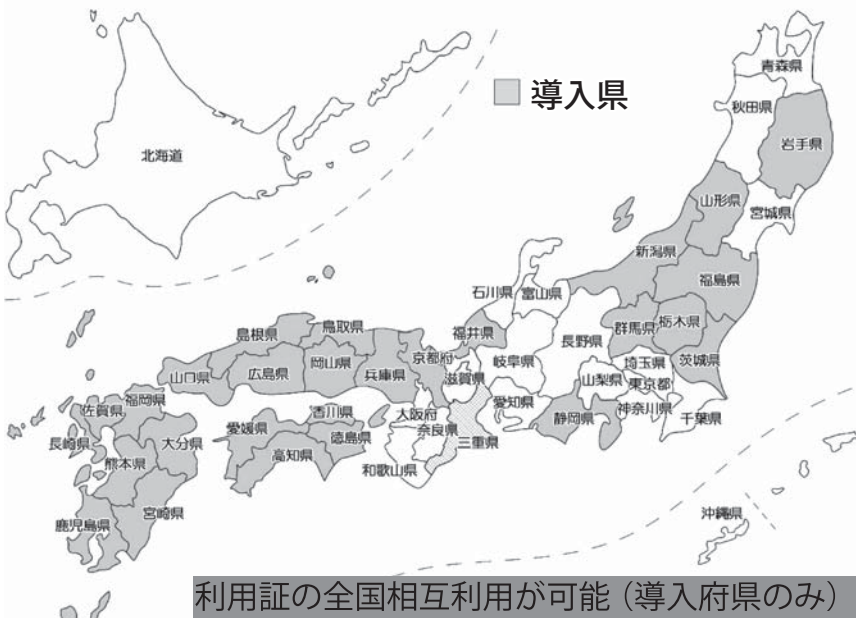 青森県
導入県
秋田県
岩手県
北海道
山形県
宮城県
新潟県
福島県
石川県
富山県
鳥取県
島根県
福井県
群馬県
栃木県
長野県
京都府
岡山県
岐阜県
埼玉県
茨城県
広島県
兵庫県
滋賀県
山口県
山梨県
東京都
福岡県
愛知県
佐賀県
香川県
大阪府
静岡県
神奈川県
千葉県
愛媛県
奈良県
徳島県
長崎県
大分県
三重県
高知県
熊本県
和歌山県
宮崎県
沖縄県
鹿児島県
利用証の全国相互利用が可能（導入府県のみ）